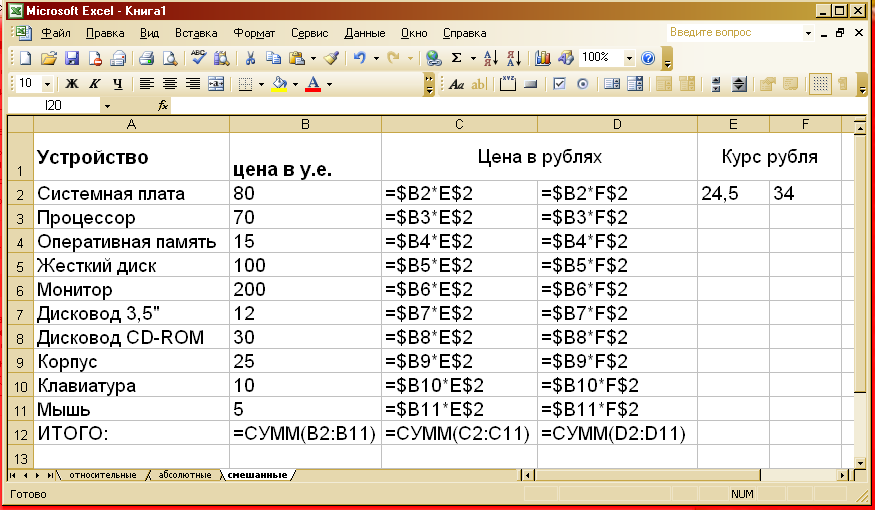 Microsoft Excel - Книга1
Файл Правка Вид Вставка Формат Сервис Данные Окно Справка Введите вопрос
100%
10 Ж К Ч
I20 fx
A B C D E F
1 Устройство цена в у.е. Цена в рублях Курс рубля
2 Системная плата 80 =$B2*E$2 =$B2*F$2 24,5 34
3 Процессор 70 =$B3*E$2 =$B3*F$2
4 Оперативная память 15 =$B4*E$2 =$B4*F$2
5 Жесткий диск 100 =$B5*E$2 =$B5*F$2
6 Монитор 200 =$B6*E$2 =$B6*F$2
7 Дисковод 3,5" 12 =$B7*E$2 =$B7*F$2
8 Дисковод CD-ROM 30 =$B8*E$2 =$B8*F$2
9 Корпус 25 =$B9*E$2 =$B9*F$2
10 Клавиатура 10 =$B10*E$2 =$B10*F$2
11 Мышь 5 =$B11*E$2 =$B11*F$2
12 ИТОГО: =СУММ(B2:B11) =СУММ(C2:C11) =СУММ(D2:D11)
13
относительные абсолютные смешанные
Готово NUM